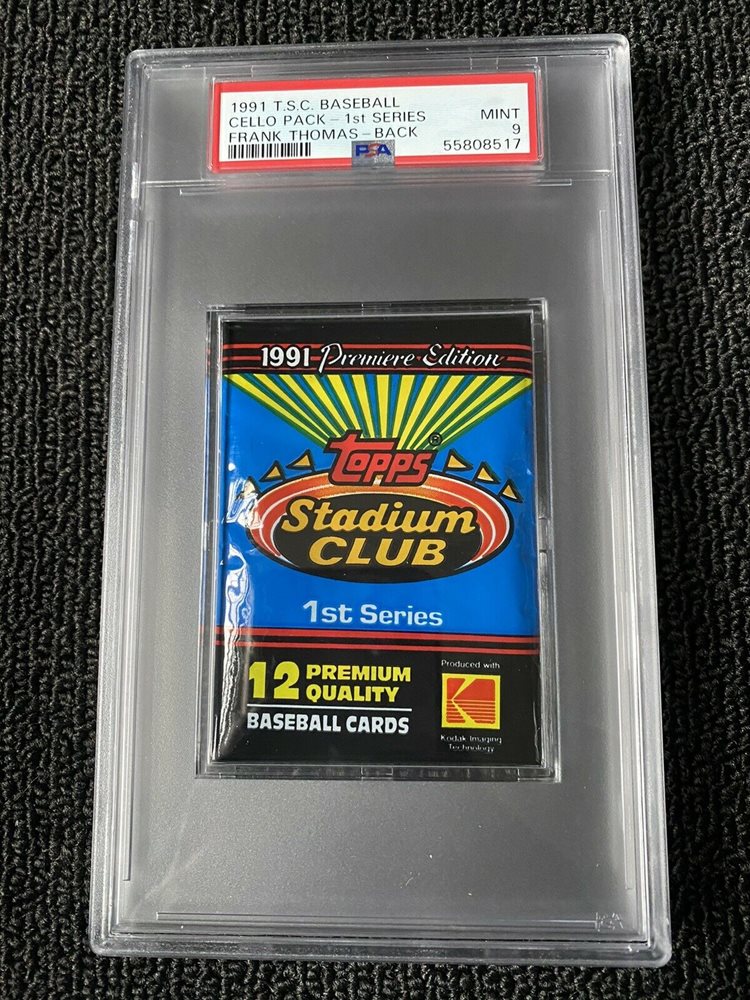 1991 T.S.C. BASEBALL
CELLO PACK - 1st SERIES
FRANK THOMAS - BACK
MINT
9
55808517
PSA
1991 Premiere Edition
TOPPS®
Stadium
CLUB
1st Series
12 PREMIUM
QUALITY
BASEBALL CARDS
Produced with
K
Kodak Imaging
Technology
PSA